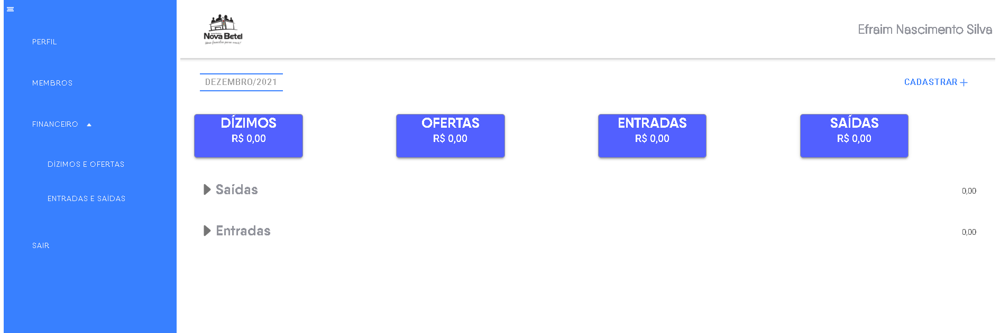 PERFIL
MEMBROS
FINANCEIRO
DÍZIMOS E OFERTAS
ENTRADAS E SAÍDAS
SAIR
Nova Betel
Uma família para você!
Efraim Nascimento Silva
DEZEMBRO/2021
CADASTRAR +
DÍZIMOS
R$ 0,00
OFERTAS
R$ 0,00
ENTRADAS
R$ 0,00
SAÍDAS
R$ 0,00
Saídas
0,00
Entradas
0,00